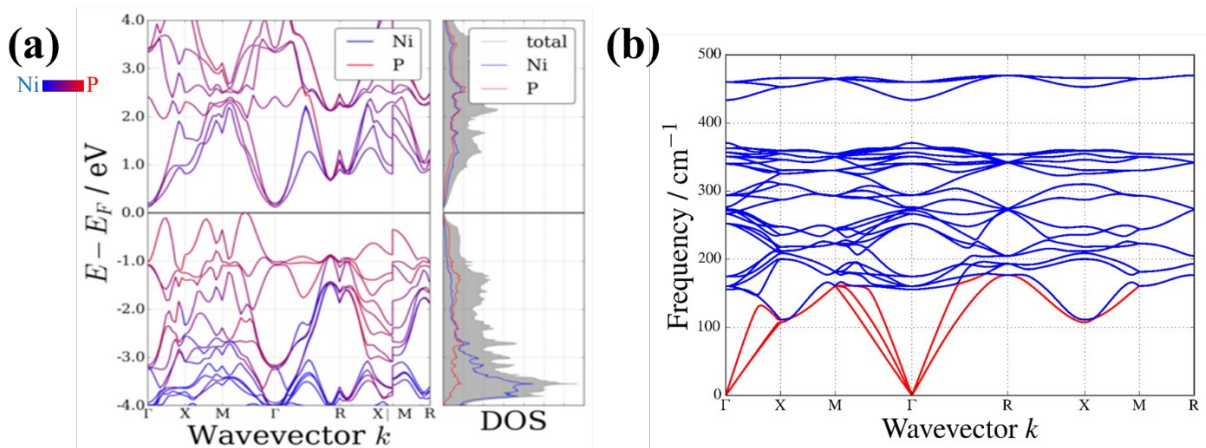 (a)
Ni P
E − E_F / eV
4.0
3.0
2.0
1.0
0.0
-1.0
-2.0
-3.0
-4.0
Ni
P
Γ X M Γ R X| M R
Wavevector k
total
Ni
P
DOS
(b)
Frequency / cm⁻¹
500
400
300
200
100
0
Γ X M Γ R X M R
Wavevector k